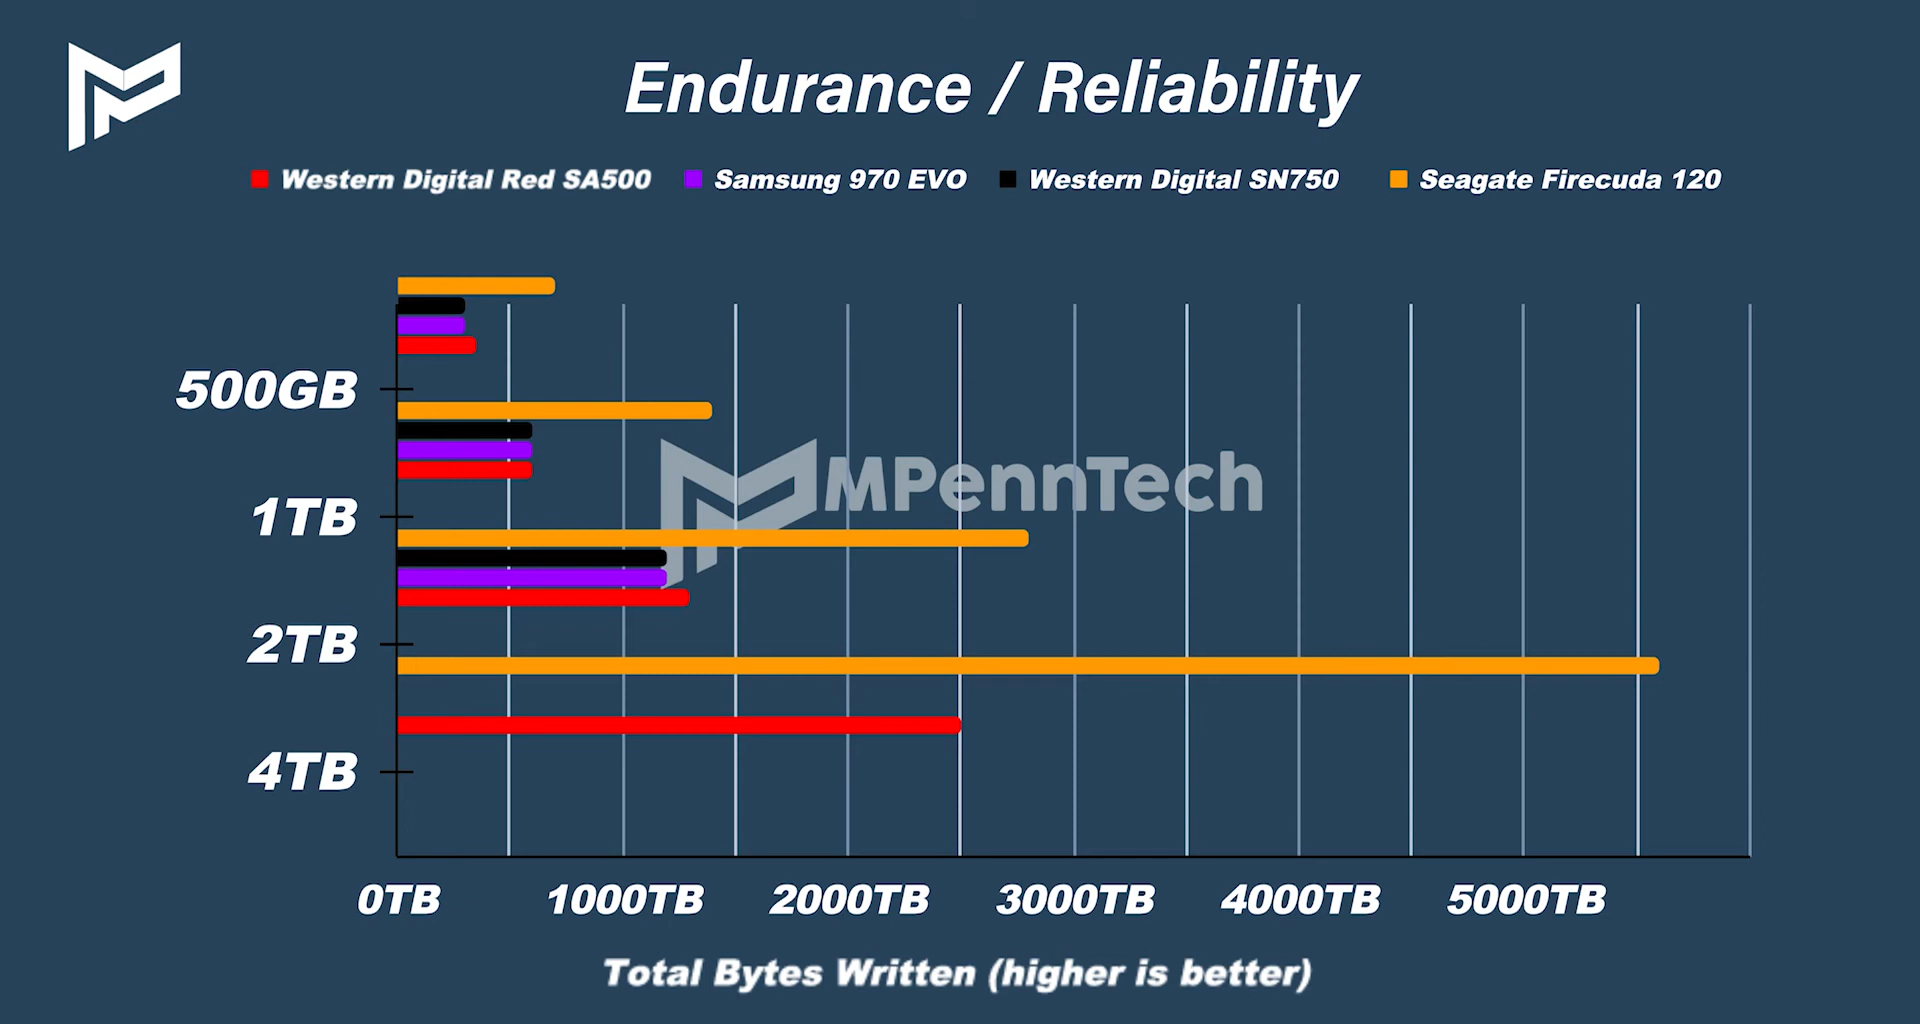 Endurance / Reliability
Western Digital Red SA500 Samsung 970 EVO Western Digital SN750 Seagate Firecuda 120
500GB
MPennTech
1TB
2TB
4TB
0TB 1000TB 2000TB 3000TB 4000TB 5000TB
Total Bytes Written (higher is better)